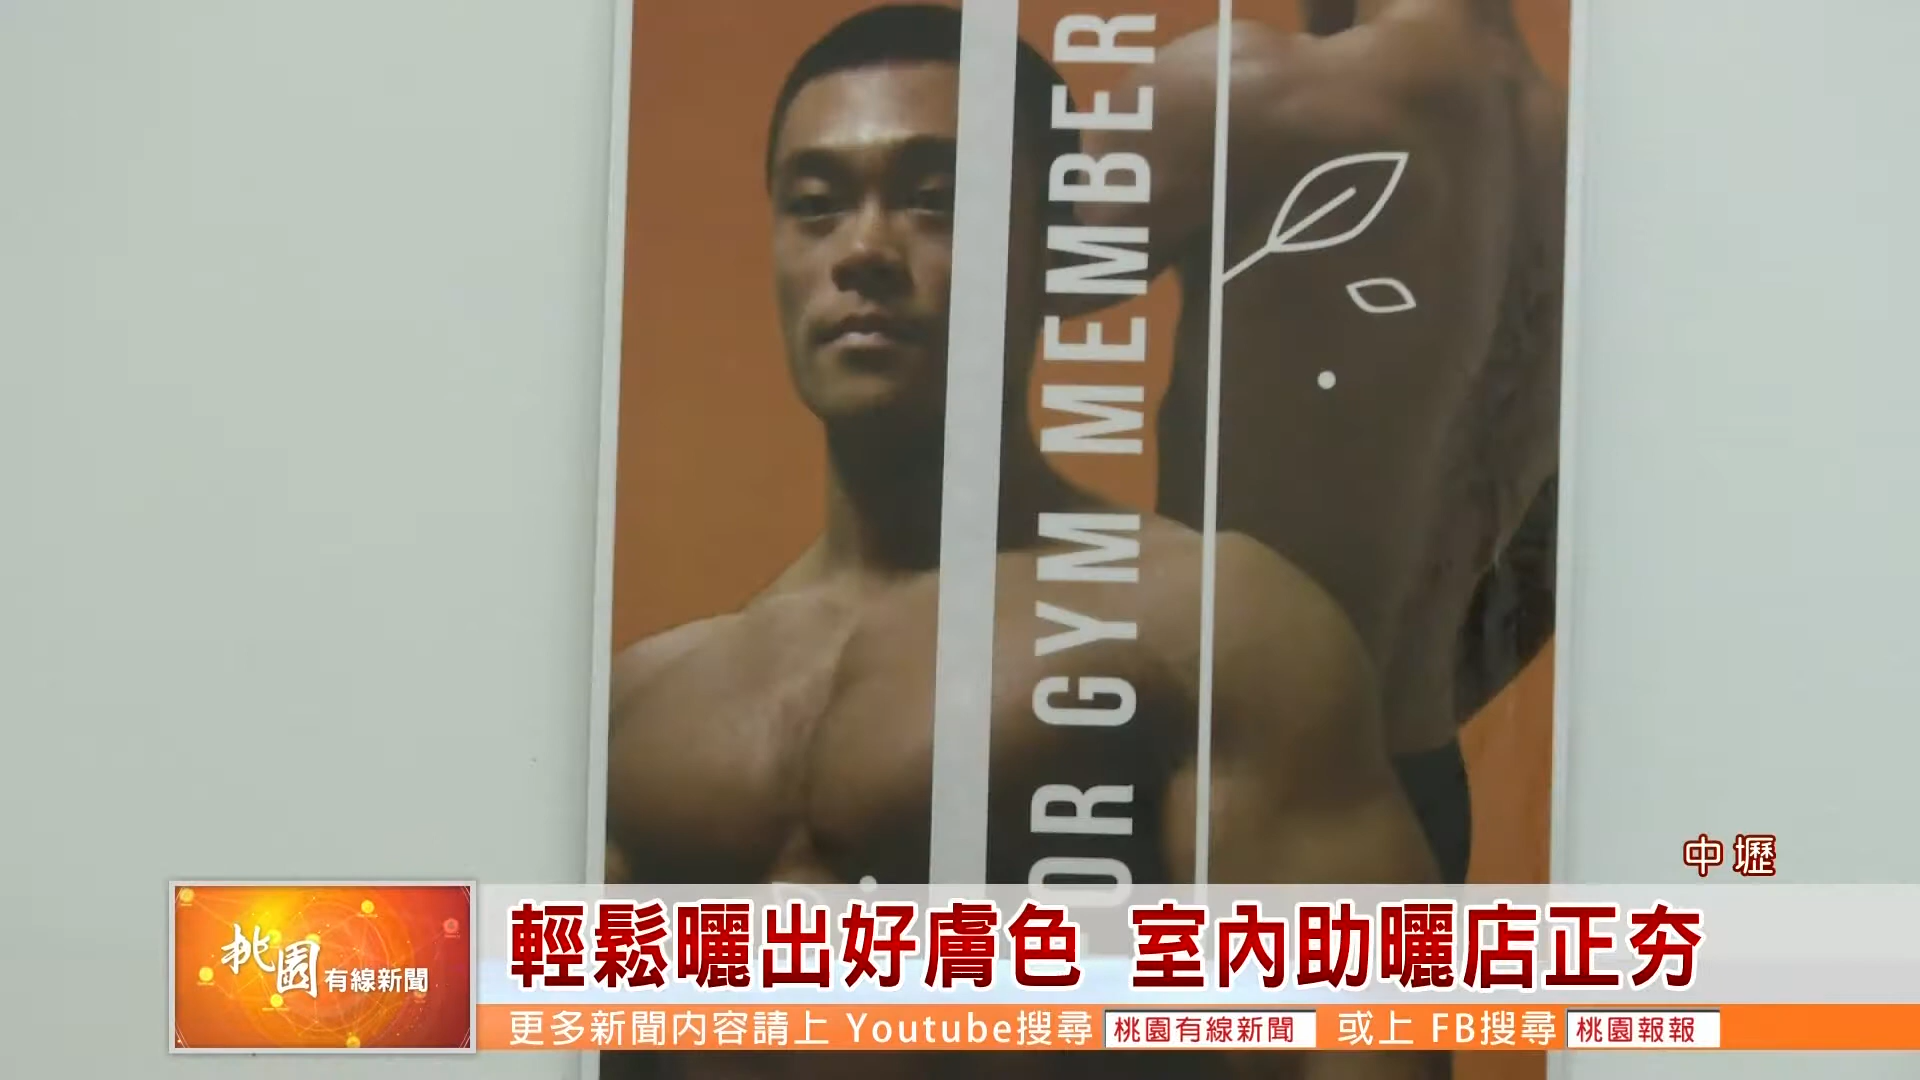 OR GYM MEMBER
中壢
桃園有線新聞
輕鬆曬出好膚色 室內助曬店正夯
更多新聞內容請上 Youtube搜尋 桃園有線新聞 或上 FB搜尋 桃園報報